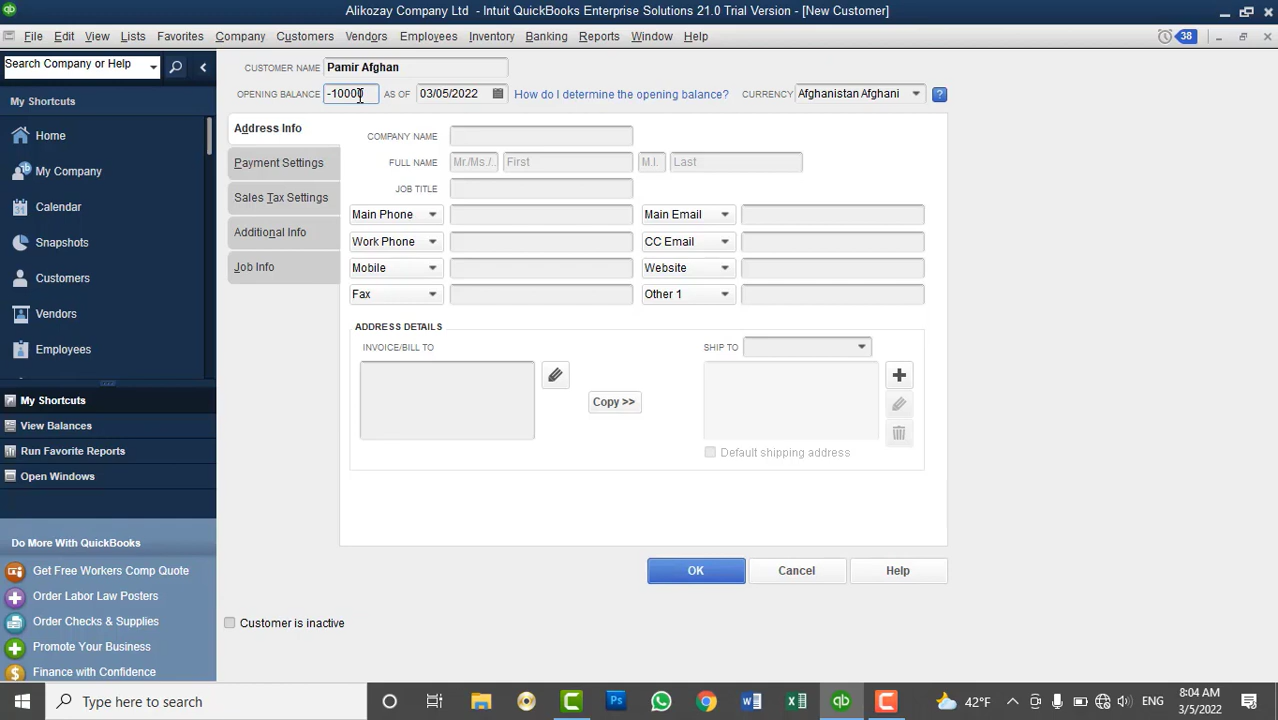 Alikozay Company Ltd - Intuit QuickBooks Enterprise Solutions 21.0 Trial Version - [New Customer]
File Edit View Lists Favorites Company Customers Vendors Employees Inventory Banking Reports Window Help 38
Search Company or Help
My Shortcuts
Home
My Company
Calendar
Snapshots
Customers
Vendors
Employees
My Shortcuts
View Balances
Run Favorite Reports
Open Windows
Do More With QuickBooks
Get Free Workers Comp Quote
Order Labor Law Posters
Order Checks & Supplies
Promote Your Business
Finance with Confidence
CUSTOMER NAME Pamir Afghan
OPENING BALANCE -10000 AS OF 03/05/2022 How do I determine the opening balance? CURRENCY Afghanistan Afghani ?
Address Info
Payment Settings
Sales Tax Settings
Additional Info
Job Info
COMPANY NAME
FULL NAME Mr./Ms./.. First M.I. Last
JOB TITLE
Main Phone Main Email
Work Phone CC Email
Mobile Website
Fax Other 1
ADDRESS DETAILS
INVOICE/BILL TO SHIP TO
Copy >>
Default shipping address
OK Cancel Help
Customer is inactive
Type here to search Ps qb 42°F ENG 8:04 AM
3/5/2022